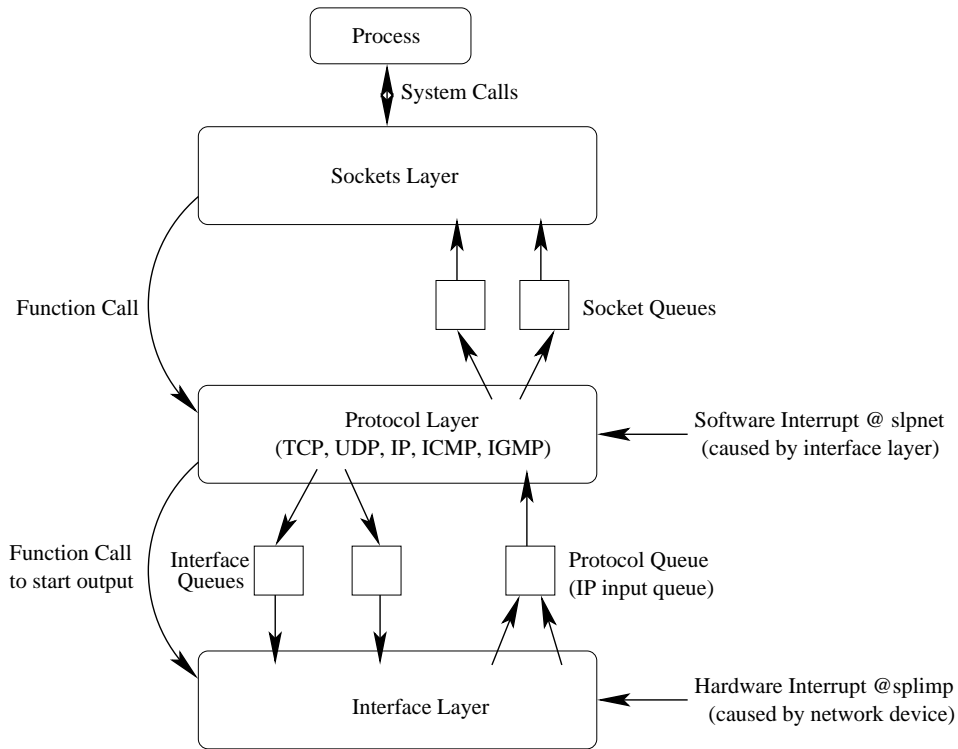 Process
System Calls
Sockets Layer
Function Call
Socket Queues
Protocol Layer
(TCP, UDP, IP, ICMP, IGMP)
Software Interrupt @ slpnet
(caused by interface layer)
Function Call
to start output
Interface
Queues
Protocol Queue
(IP input queue)
Interface Layer
Hardware Interrupt @splimp
(caused by network device)